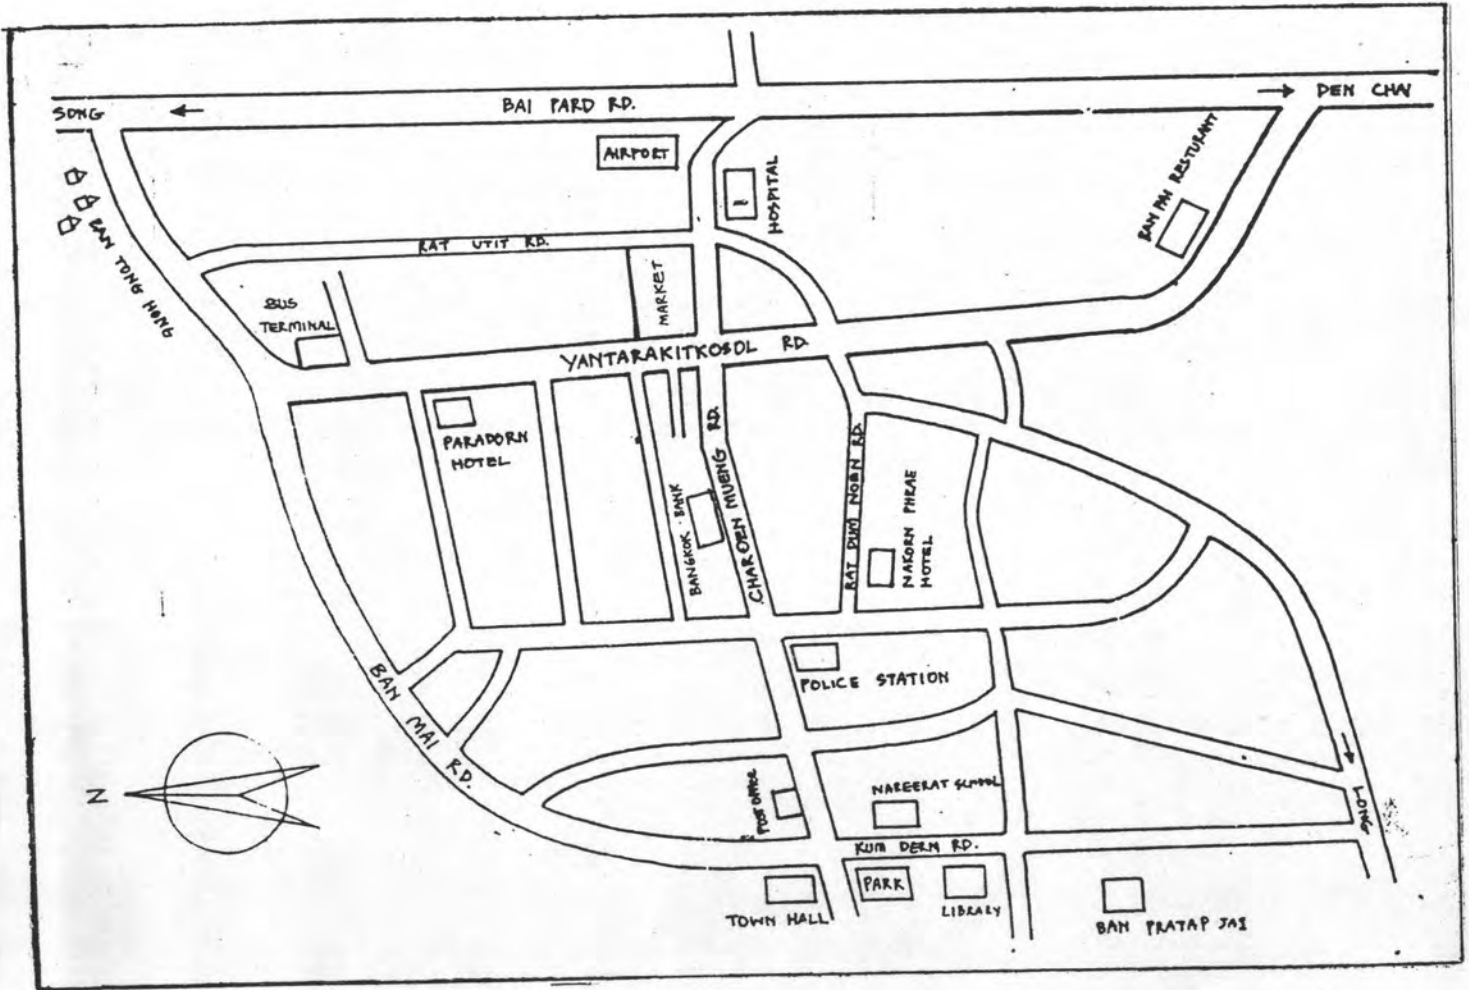 SONG
BAI PARD RD.
DEN CHAI
AIRPORT
HOSPITAL
BAN PAI RESTURANT
BAN TONG HONG
RAT UTIT RD.
MARKET
BUS
TERMINAL
YANTARAKITKOSOL RD.
PARADORN
HOTEL
BANGKOK BANK
CHAROEN MUENG RD.
RAT DUM NOEN RD.
NAKORN PHRAE
HOTEL
POLICE STATION
BAN MAI RD.
N
POST OFFICE
NAREERAT SCHOOL
LONG
KUM DERN RD.
TOWN HALL
PARK
LIBRARY
BAN PRATAP JAI